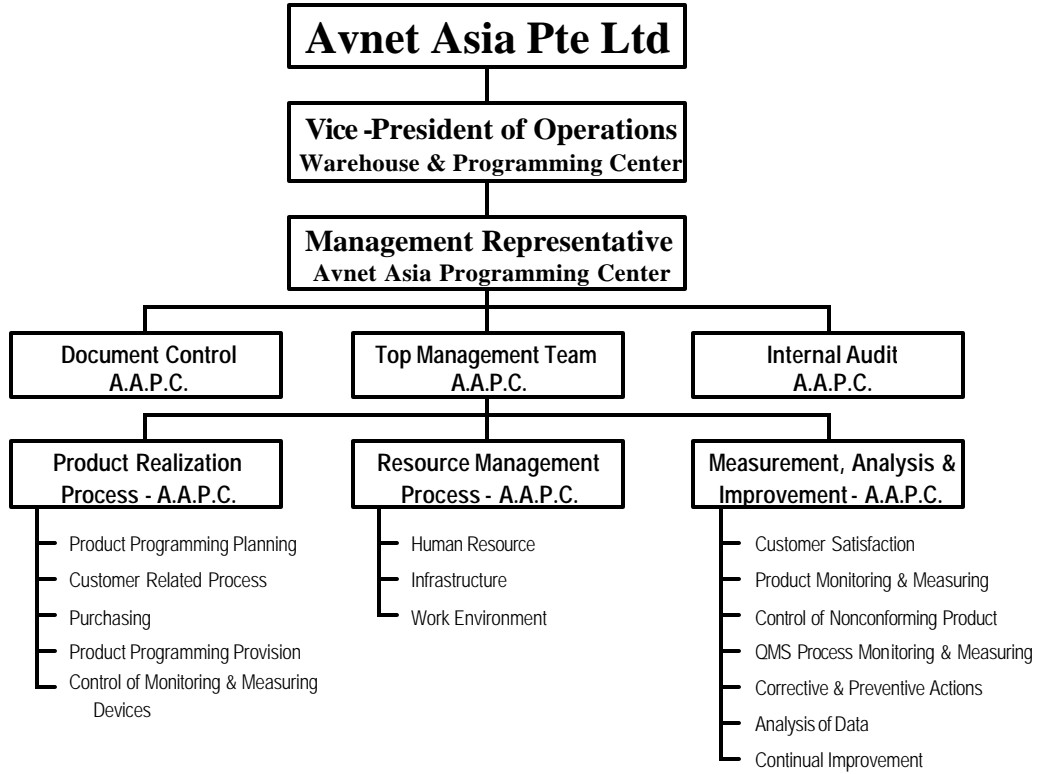 Avnet Asia Pte Ltd
Vice -President of Operations
Warehouse & Programming Center
Management Representative
Avnet Asia Programming Center
Document Control
A.A.P.C.
Top Management Team
A.A.P.C.
Internal Audit
A.A.P.C.
Product Realization
Process - A.A.P.C.
Resource Management
Process - A.A.P.C.
Measurement, Analysis &
Improvement - A.A.P.C.
Product Programming Planning
Customer Related Process
Purchasing
Product Programming Provision
Control of Monitoring & Measuring
Devices
Human Resource
Infrastructure
Work Environment
Customer Satisfaction
Product Monitoring & Measuring
Control of Nonconforming Product
QMS Process Monitoring & Measuring
Corrective & Preventive Actions
Analysis of Data
Continual Improvement